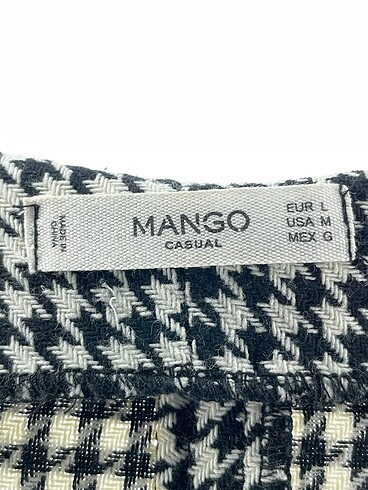 MADE IN
CHINA
MANGO
CASUAL
EUR L
USA M
MEX G